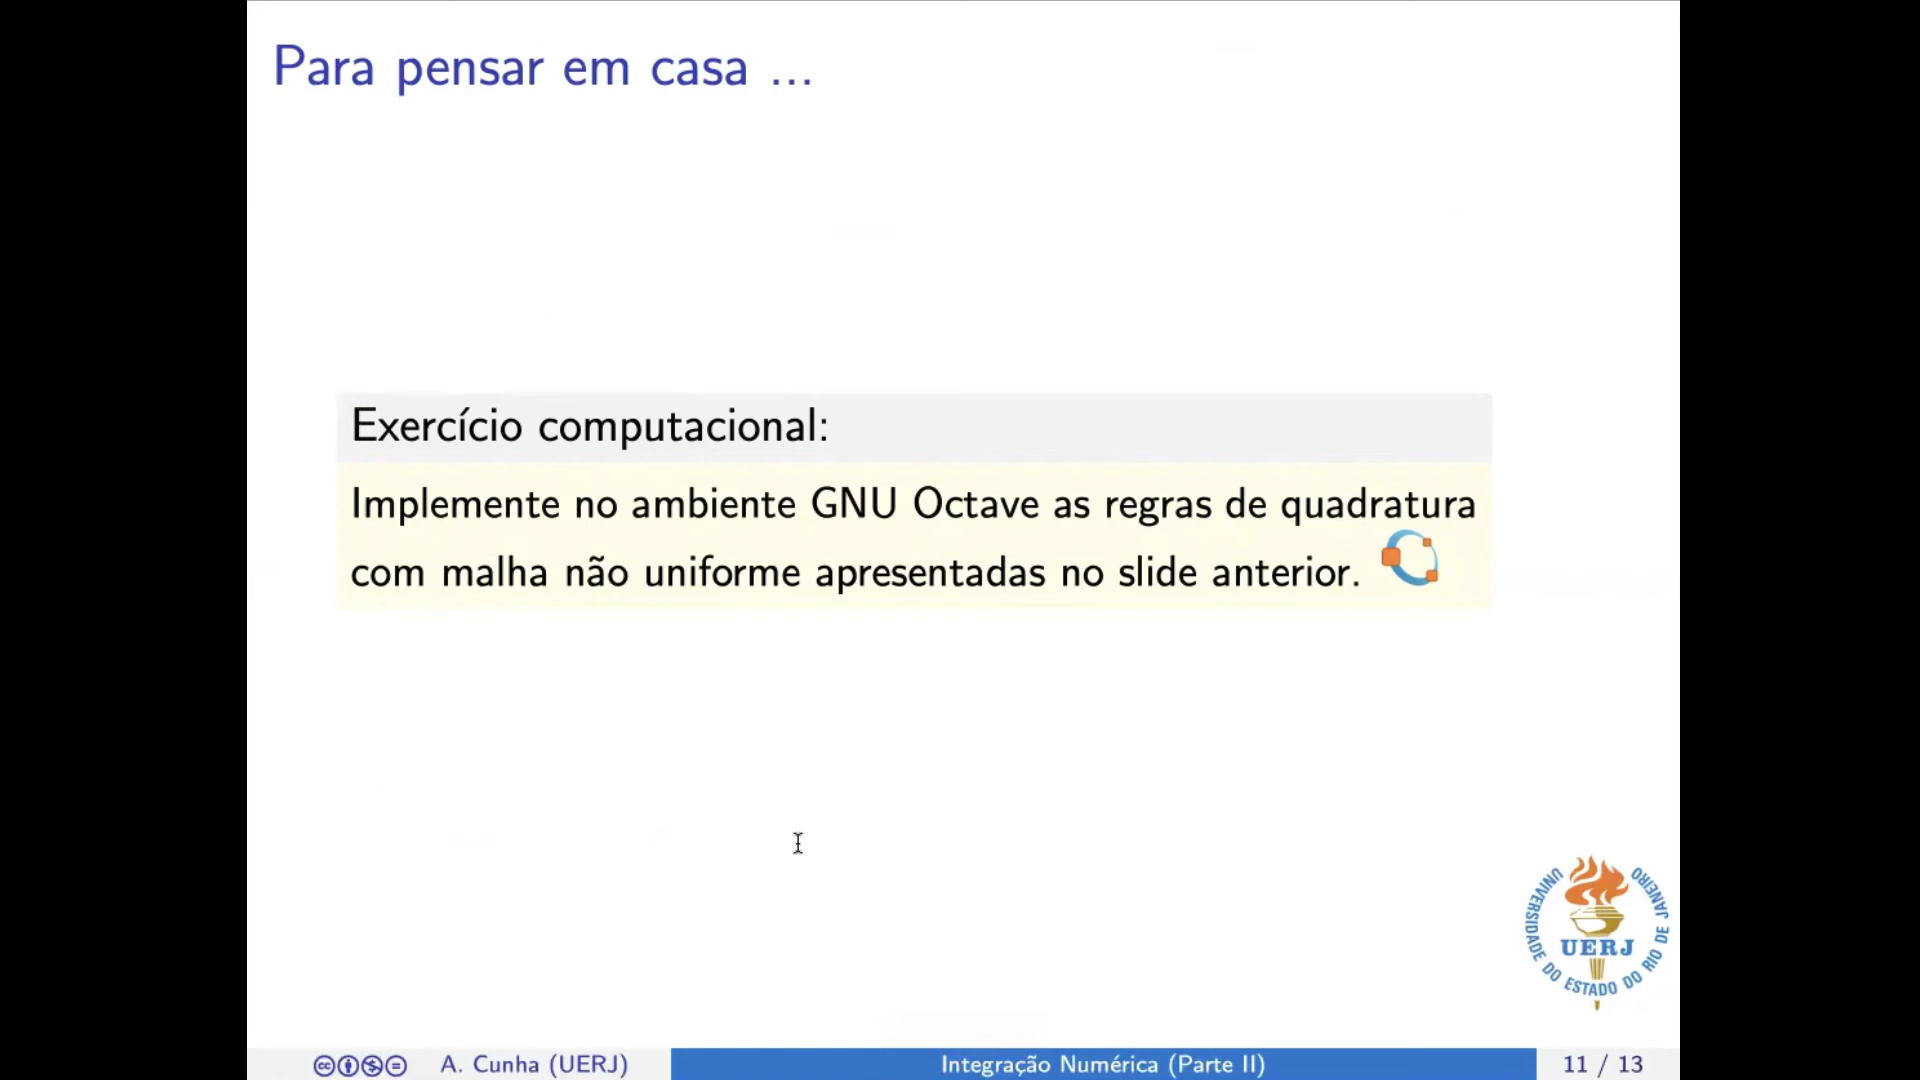 Para pensar em casa ...
Exercício computacional:
Implemente no ambiente GNU Octave as regras de quadratura
com malha não uniforme apresentadas no slide anterior.
UNIVERSIDADE DO ESTADO DO RIO DE JANEIRO
UERJ
A. Cunha (UERJ)
Integração Numérica (Parte II)
11 / 13